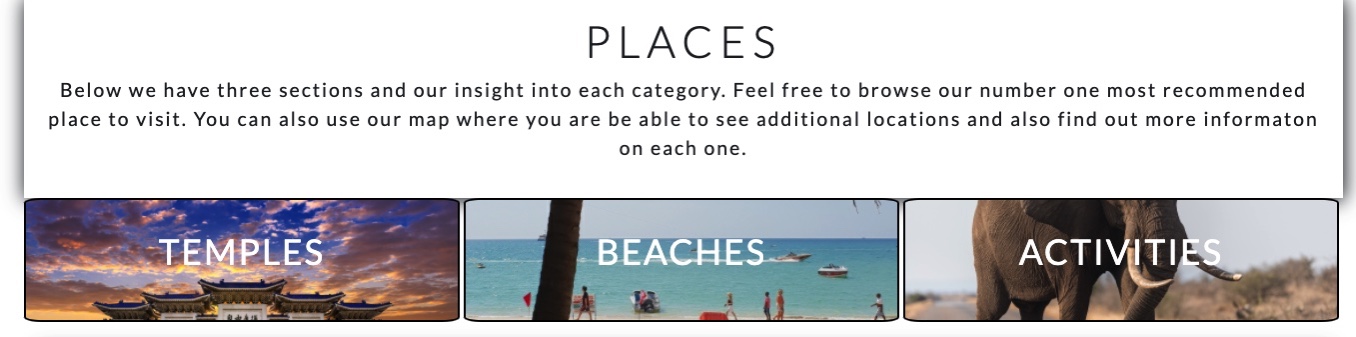 PLACES
Below we have three sections and our insight into each category. Feel free to browse our number one most recommended
place to visit. You can also use our map where you are be able to see additional locations and also find out more informaton
on each one.
TEMPLES
BEACHES
ACTIVITIES